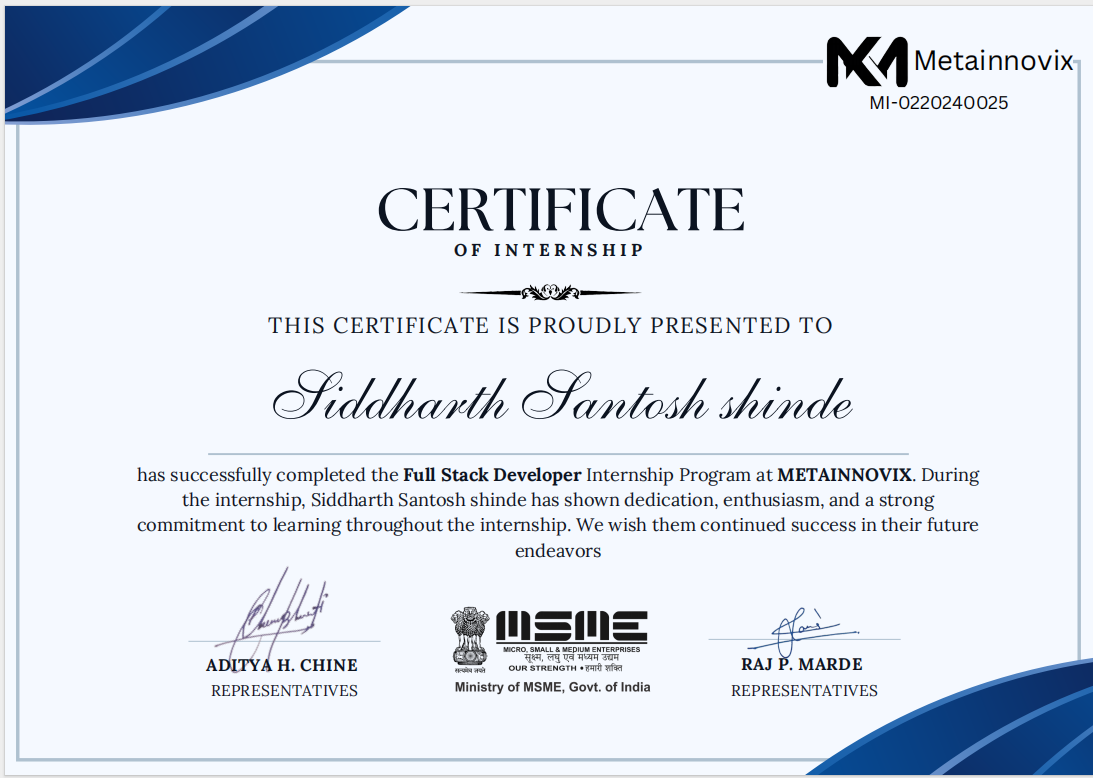 Metainnovix
MI-0220240025
CERTIFICATE
OF INTERNSHIP
THIS CERTIFICATE IS PROUDLY PRESENTED TO
Siddharth Santosh shinde
has successfully completed the Full Stack Developer Internship Program at METAINNOVIX. During
the internship, Siddharth Santosh shinde has shown dedication, enthusiasm, and a strong
commitment to learning throughout the internship. We wish them continued success in their future
endeavors
ADITYA H. CHINE
REPRESENTATIVES
सत्यमेव जयते
MSME
MICRO, SMALL & MEDIUM ENTERPRISES
सूक्ष्म, लघु एवं मध्यम उद्यम
OUR STRENGTH • हमारी शक्ति
Ministry of MSME, Govt. of India
RAJ P. MARDE
REPRESENTATIVES